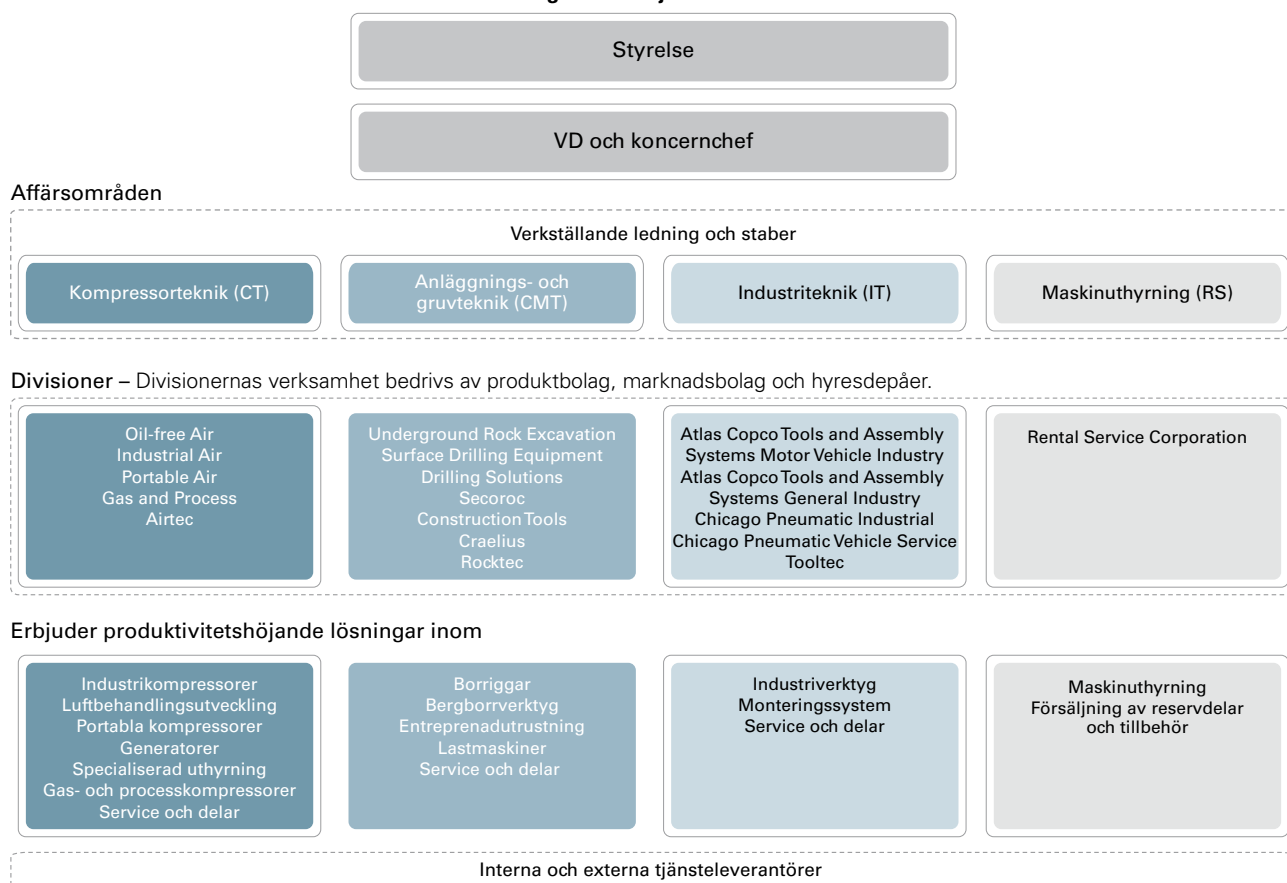 Styrelse
VD och koncernchef
Affärsområden
Verkställande ledning och staber
Kompressorteknik (CT)
Anläggnings- och
gruvteknik (CMT)
Industriteknik (IT)
Maskinuthyrning (RS)
Divisioner – Divisionernas verksamhet bedrivs av produktbolag, marknadsbolag och hyresdepåer.
Oil-free Air
Industrial Air
Portable Air
Gas and Process
Airtec
Underground Rock Excavation
Surface Drilling Equipment
Drilling Solutions
Secoroc
Construction Tools
Craelius
Rocktec
Atlas Copco Tools and Assembly
Systems Motor Vehicle Industry
Atlas Copco Tools and Assembly
Systems General Industry
Chicago Pneumatic Industrial
Chicago Pneumatic Vehicle Service
Tooltec
Rental Service Corporation
Erbjuder produktivitetshöjande lösningar inom
Industrikompressorer
Luftbehandlingsutveckling
Portabla kompressorer
Generatorer
Specialiserad uthyrning
Gas- och processkompressorer
Service och delar
Borriggar
Bergborrverktyg
Entreprenadutrustning
Lastmaskiner
Service och delar
Industriverktyg
Monteringssystem
Service och delar
Maskinuthyrning
Försäljning av reservdelar
och tillbehör
Interna och externa tjänsteleverantörer